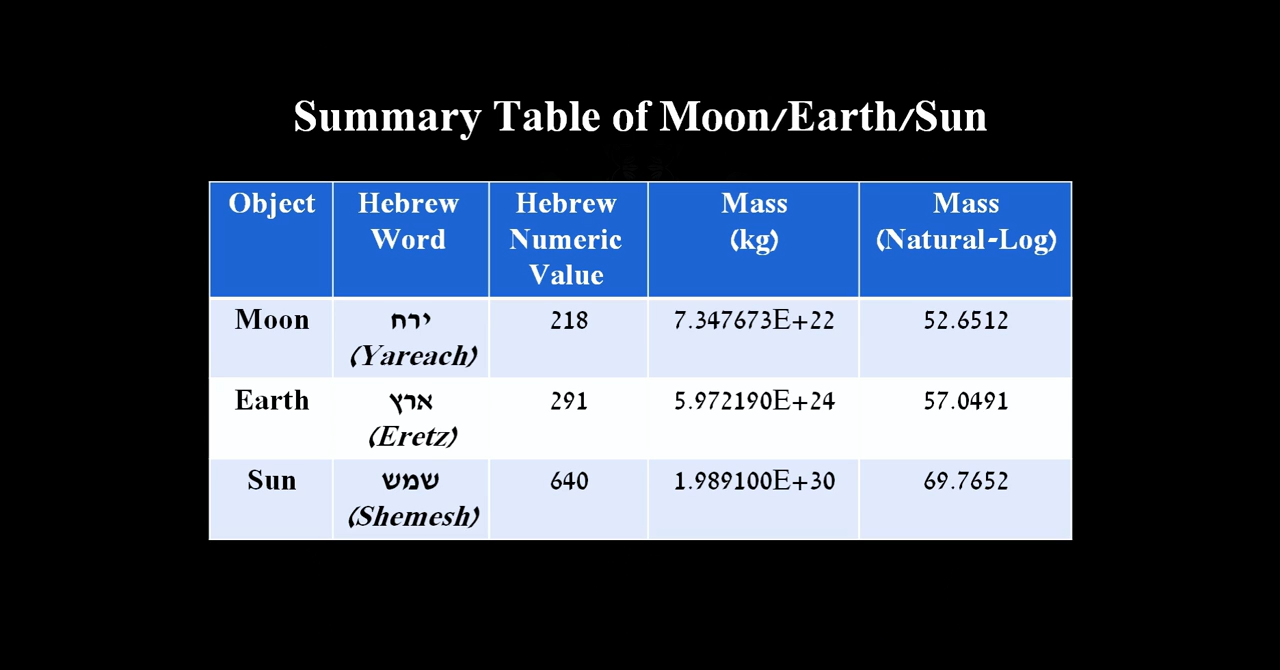 Summary Table of Moon/Earth/Sun
Object
Hebrew Word
Hebrew Numeric Value
Mass (kg)
Mass (Natural-Log)
Moon
ירח
(Yareach)
218
7.347673E+22
52.6512
Earth
ארץ
(Eretz)
291
5.972190E+24
57.0491
Sun
שמש
(Shemesh)
640
1.989100E+30
69.7652